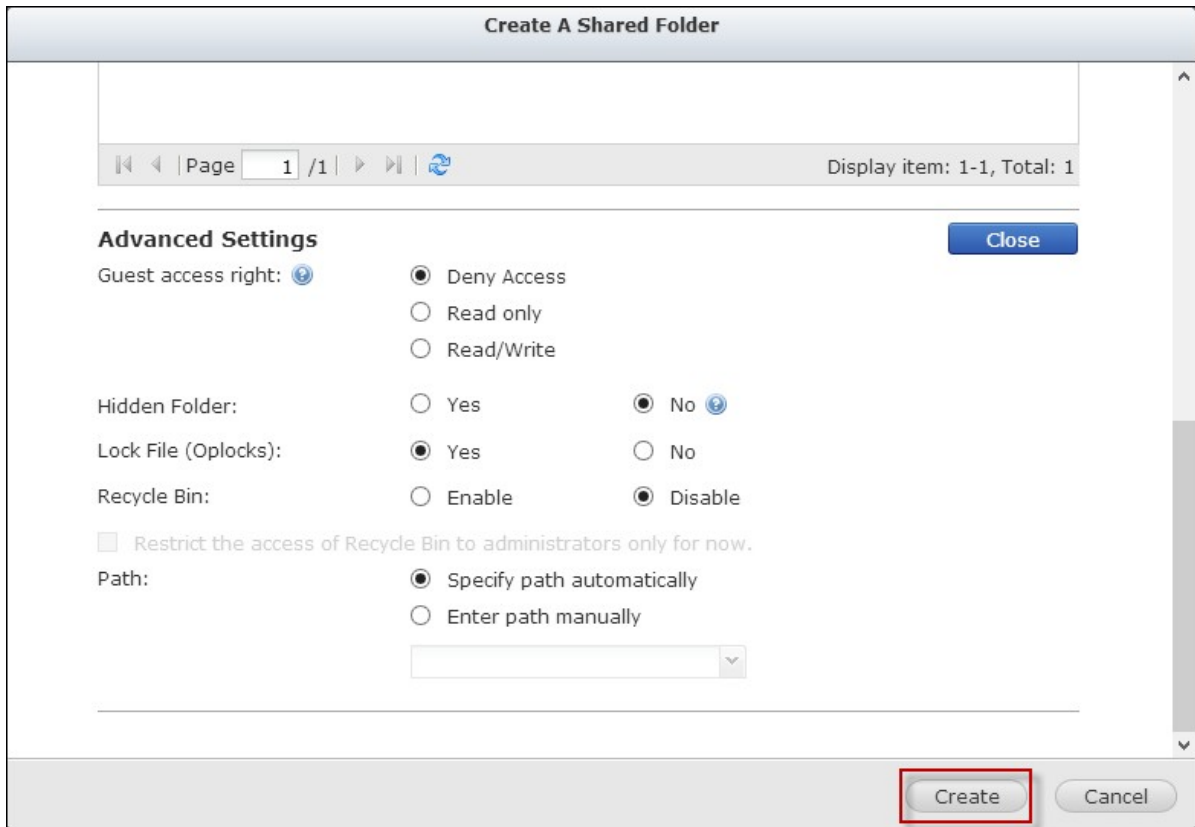 Create A Shared Folder
Page 1 /1 Display item: 1-1, Total: 1
Advanced Settings Close
Guest access right: Deny Access
Read only
Read/Write
Hidden Folder: Yes No
Lock File (Oplocks): Yes No
Recycle Bin: Enable Disable
Restrict the access of Recycle Bin to administrators only for now.
Path: Specify path automatically
Enter path manually
Create Cancel